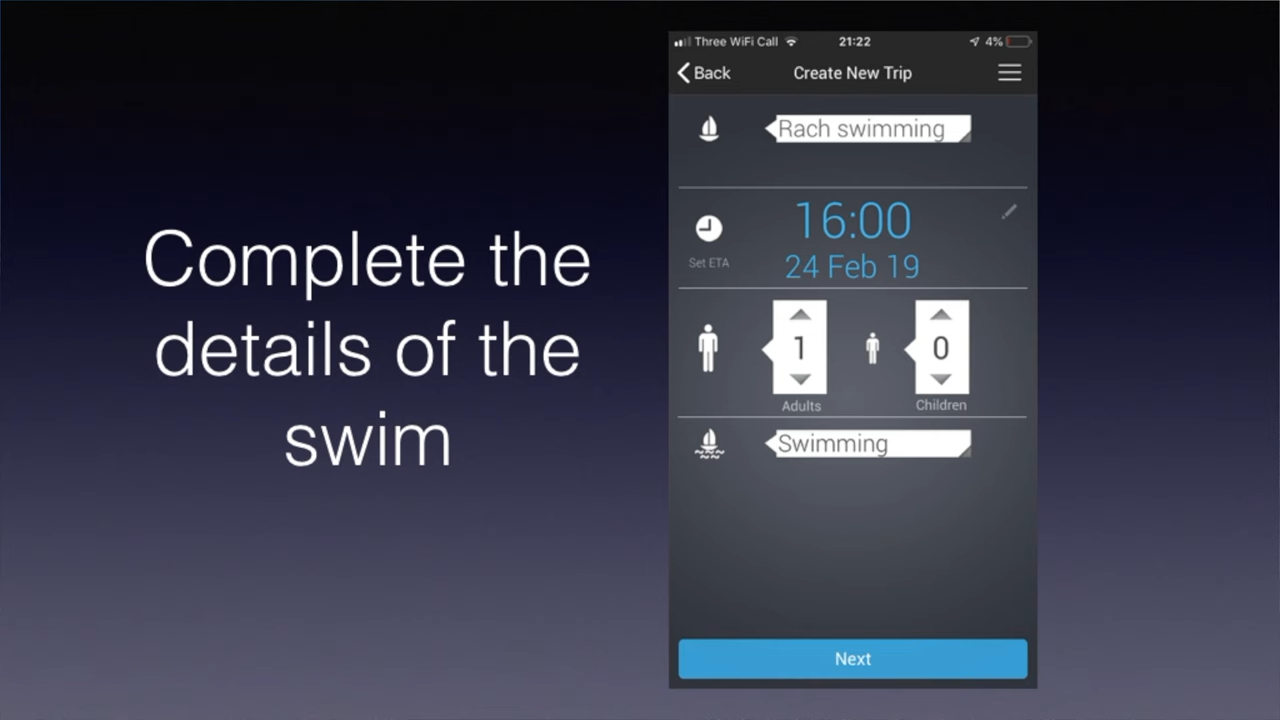 Complete the
details of the
swim
Three WiFi Call
21:22
4%
Back
Create New Trip
Rach swimming
16:00
Set ETA
24 Feb 19
1
0
Adults
Children
Swimming
Next